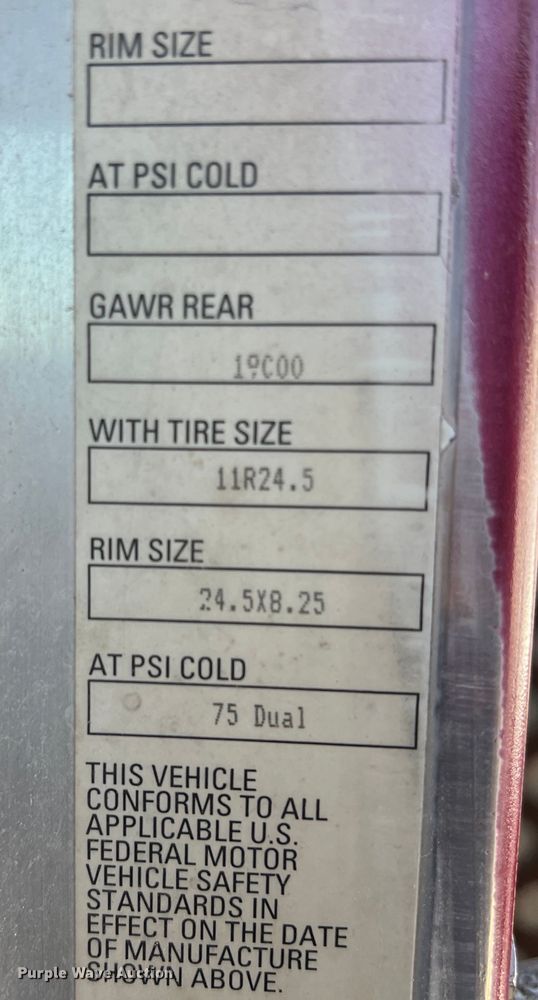 RIM SIZE
AT PSI COLD
GAWR REAR
WITH TIRE SIZE
11R24.5
RIM SIZE
24.5X8.25
AT PSI COLD
75 Dual
THIS VEHICLE
CONFORMS TO ALL
APPLICABLE U.S.
FEDERAL MOTOR
VEHICLE SAFETY
STANDARDS IN
EFFECT ON THE DATE
OF MANUFACTURE
SHOWN ABOVE.
Purple Wave Auction